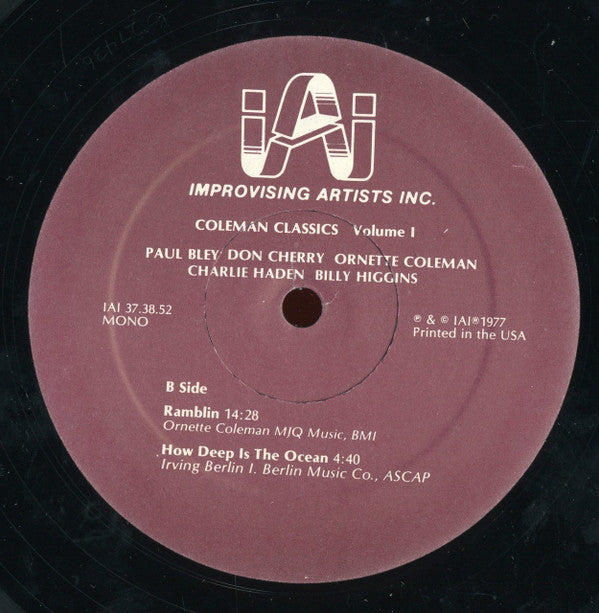 iAi
IMPROVISING ARTISTS INC.
COLEMAN CLASSICS Volume I
PAUL BLEY DON CHERRY ORNETTE COLEMAN
CHARLIE HADEN BILLY HIGGINS
IAI 37.38.52
MONO
℗ & © IAI® 1977
Printed in the USA
B Side
Ramblin 14:28
Ornette Coleman MJQ Music, BMI
How Deep Is The Ocean 4:40
Irving Berlin I. Berlin Music Co., ASCAP